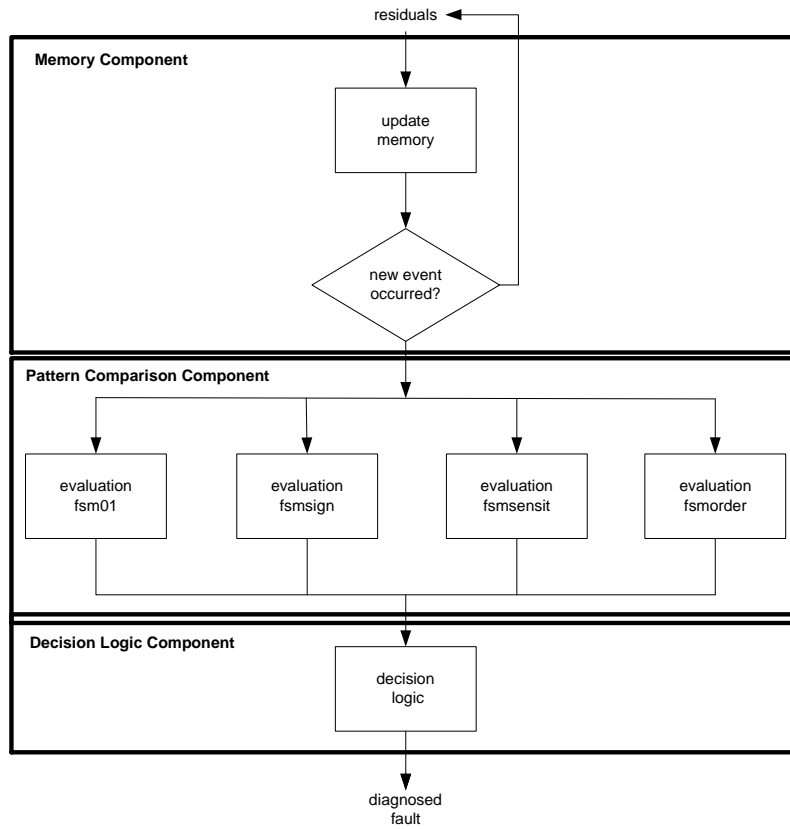 residuals
Memory Component
update
memory
new event
occurred?
Pattern Comparison Component
evaluation
fsm01
evaluation
fsmsign
evaluation
fsmsensit
evaluation
fsmorder
Decision Logic Component
decision
logic
diagnosed
fault